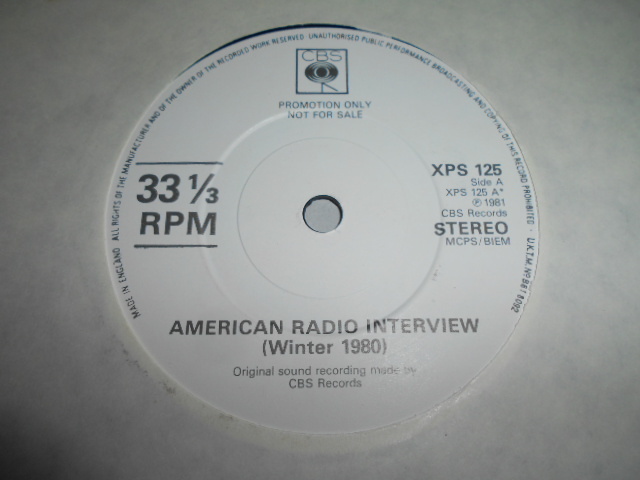 MADE IN ENGLAND ALL RIGHTS OF THE MANUFACTURER AND OF THE OWNER OF THE RECORDED WORK RESERVED · UNAUTHORISED PUBLIC PERFORMANCE BROADCASTING AND COPYING OF THIS RECORD PROHIBITED · U.K.T.M. No B818092
CBS
PROMOTION ONLY
NOT FOR SALE
33 ⅓
RPM
XPS 125
Side A
XPS 125 A*
℗ 1981
CBS Records
STEREO
MCPS/BIEM
AMERICAN RADIO INTERVIEW
(Winter 1980)
Original sound recording made by
CBS Records